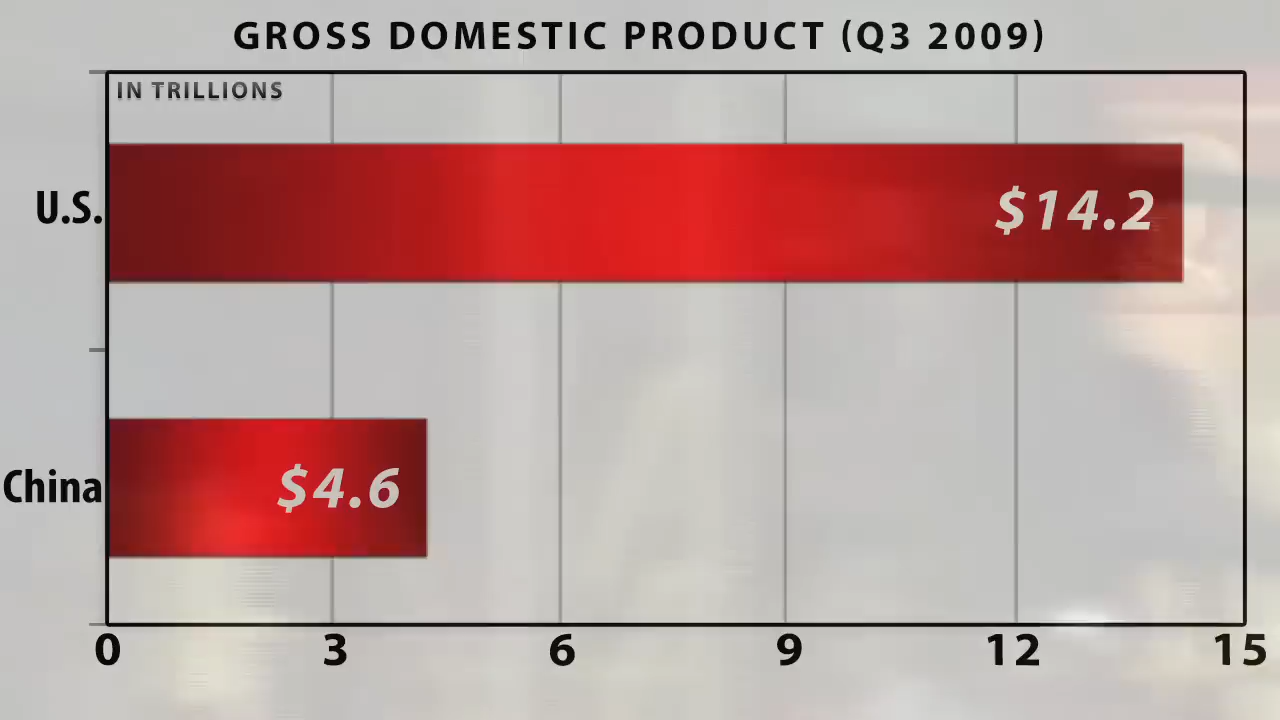 GROSS DOMESTIC PRODUCT (Q3 2009)
IN TRILLIONS
U.S. $14.2
China $4.6
0 3 6 9 12 15